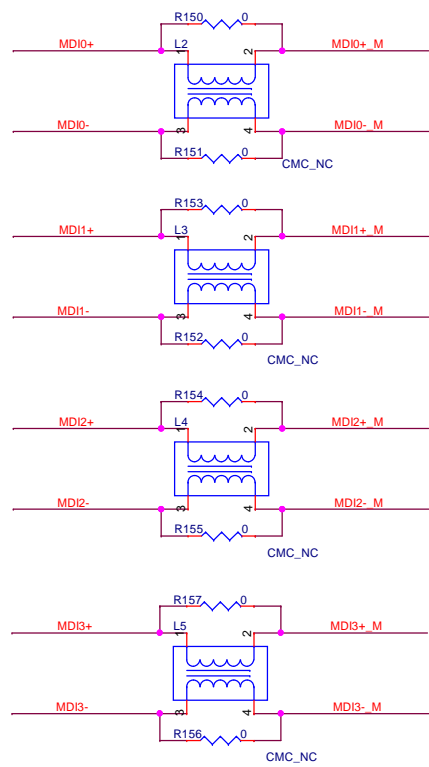 R150 0
MDI0+ L2 MDI0+_M
1 2
MDI0- MDI0-_M
3 4
R151 0
CMC_NC
R153 0
MDI1+ L3 MDI1+_M
1 2
MDI1- MDI1-_M
3 4
R152 0
CMC_NC
R154 0
MDI2+ L4 MDI2+_M
1 2
MDI2- MDI2-_M
3 4
R155 0
CMC_NC
R157 0
MDI3+ L5 MDI3+_M
1 2
MDI3- MDI3-_M
3 4
R156 0
CMC_NC